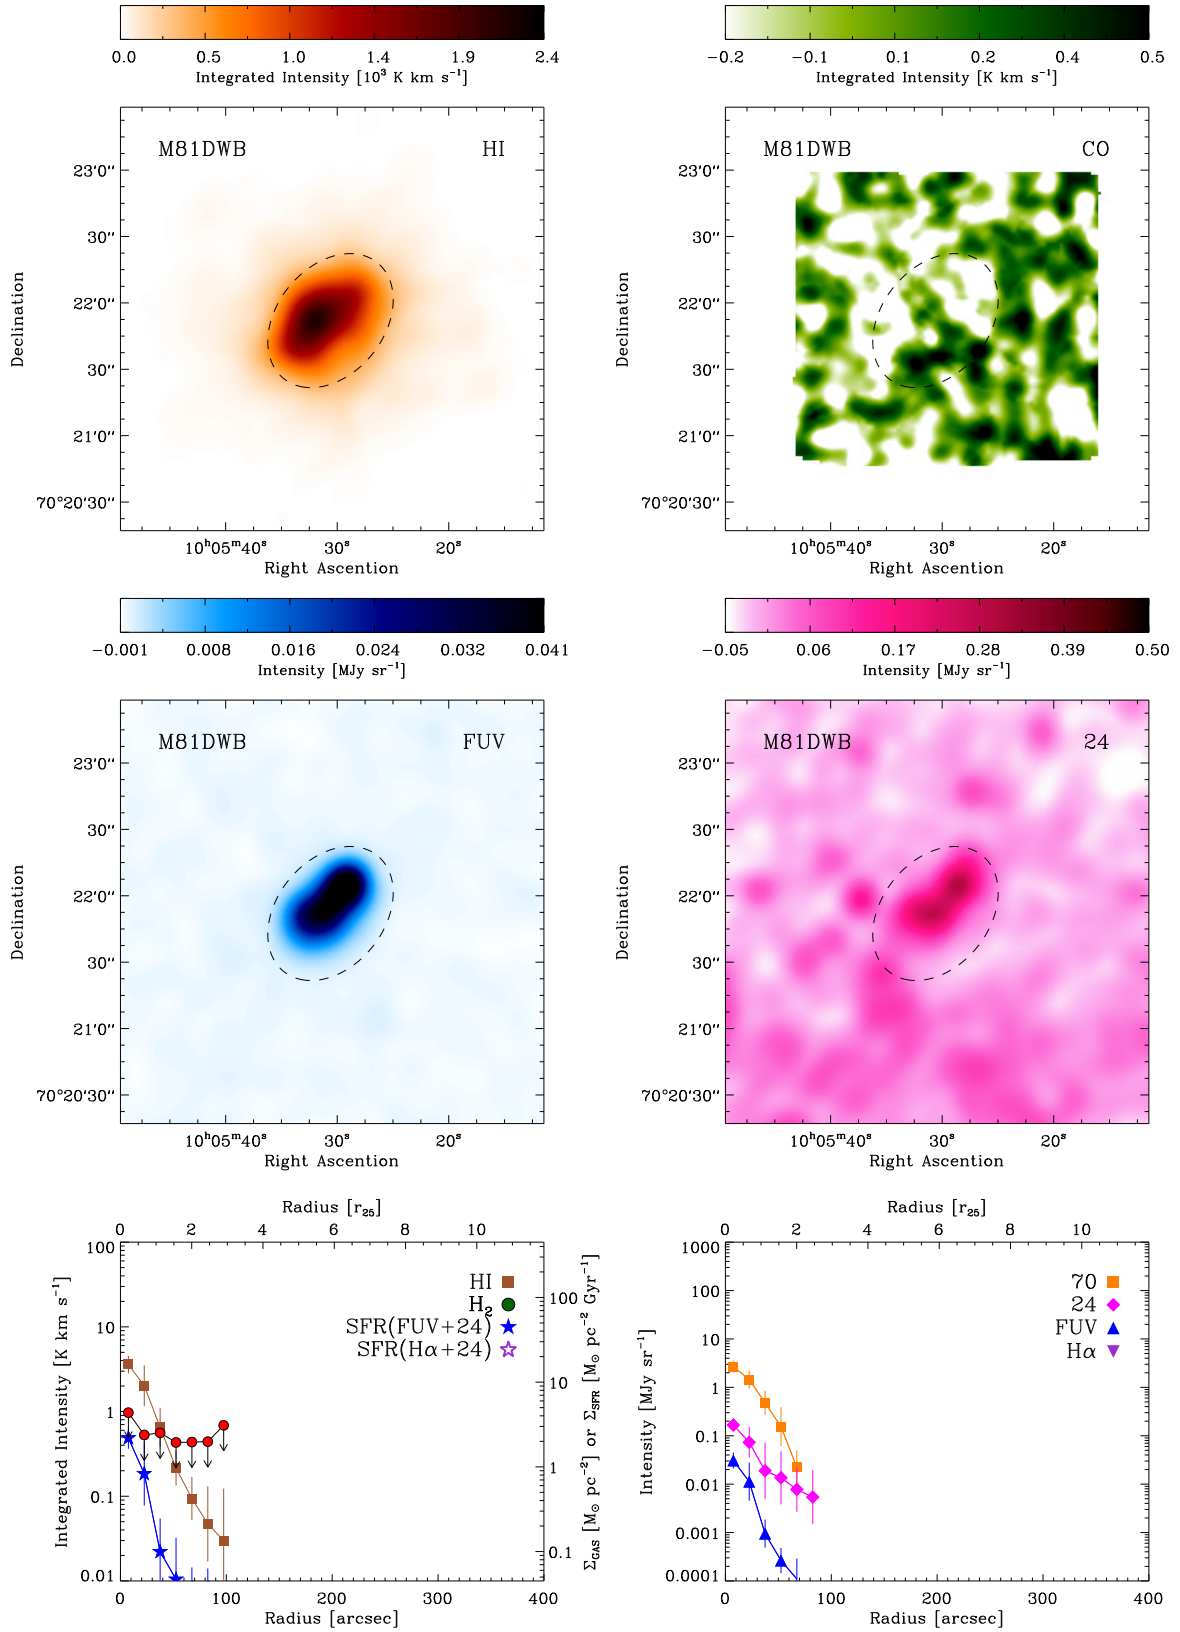 0.0 0.5 1.0 1.4 1.9 2.4
Integrated Intensity [10³ K km s⁻¹]
−0.2 −0.1 0.1 0.2 0.4 0.5
Integrated Intensity [K km s⁻¹]
M81DWB HI
23'0''
30''
22'0''
30''
21'0''
70°20'30''
Declination
10ʰ05ᵐ40ˢ 30ˢ 20ˢ
Right Ascention
M81DWB CO
23'0''
30''
22'0''
30''
21'0''
70°20'30''
Declination
10ʰ05ᵐ40ˢ 30ˢ 20ˢ
Right Ascention
−0.001 0.008 0.016 0.024 0.032 0.041
Intensity [MJy sr⁻¹]
−0.05 0.06 0.17 0.28 0.39 0.50
Intensity [MJy sr⁻¹]
M81DWB FUV
23'0''
30''
22'0''
30''
21'0''
70°20'30''
Declination
10ʰ05ᵐ40ˢ 30ˢ 20ˢ
Right Ascention
M81DWB 24
23'0''
30''
22'0''
30''
21'0''
70°20'30''
Declination
10ʰ05ᵐ40ˢ 30ˢ 20ˢ
Right Ascention
Radius [r₂₅]
0 2 4 6 8 10
100
10
1
0.1
0.01
Integrated Intensity [K km s⁻¹]
HI
H₂
SFR(FUV+24)
SFR(Hα+24)
100
10
1
0.1
Σ_GAS [M_⊙ pc⁻²] or Σ_SFR [M_⊙ pc⁻² Gyr⁻¹]
0 100 200 300 400
Radius [arcsec]
Radius [r₂₅]
0 2 4 6 8 10
1000
100
10
1
0.1
0.01
0.001
0.0001
Intensity [MJy sr⁻¹]
70
24
FUV
Hα
0 100 200 300 400
Radius [arcsec]